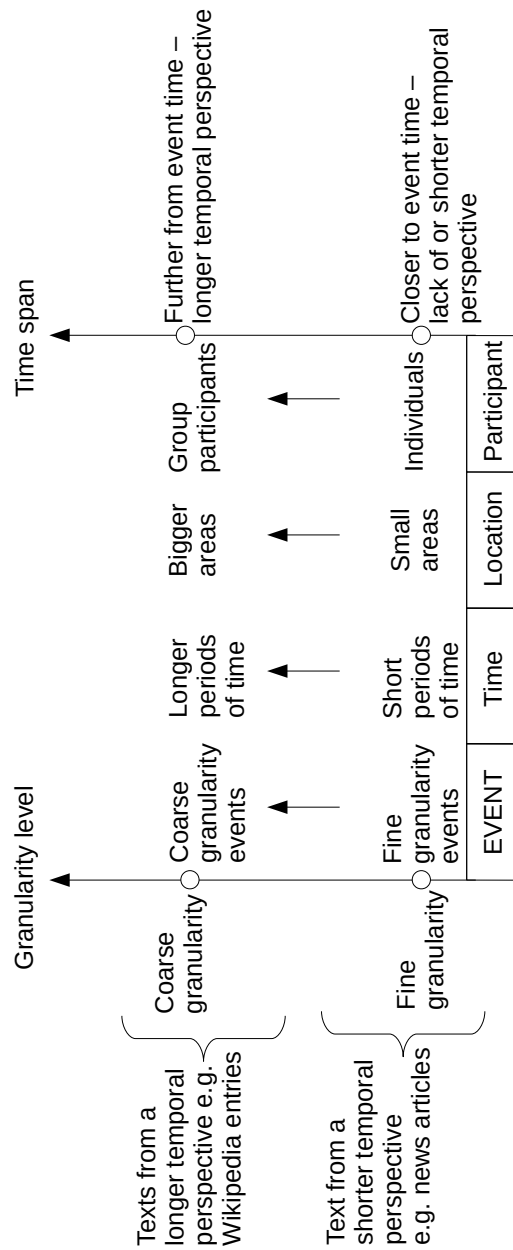 Granularity level
Time span
Texts from a
longer temporal
perspective e.g.
Wikipedia entries
Coarse
granularity
Coarse
granularity
events
Longer
periods
of time
Bigger
areas
Group
participants
Further from event time –
longer temporal perspective
Text from a
shorter temporal
perspective
e.g. news articles
Fine
granularity
Fine
granularity
events
Short
periods
of time
Small
areas
Individuals
Closer to event time –
lack of or shorter temporal
perspective
EVENT
Time
Location
Participant